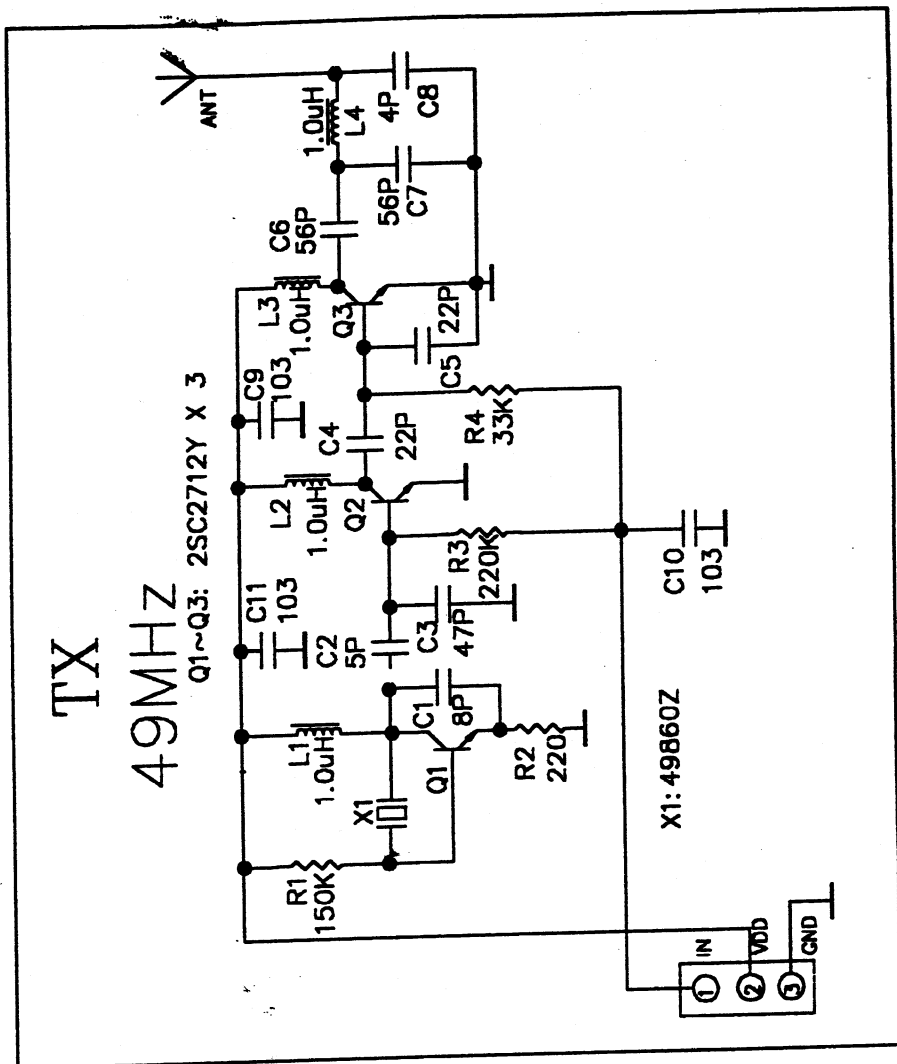 TX
49MHz
Q1~Q3: 2SC2712Y X 3
R1
150K
X1
L1
1.0uH
Q1
C1
8P
R2
220
C11
103
C2
5P
C3
47P
R3
220K
L2
1.0uH
Q2
C4
22P
C9
103
R4
33K
L3
1.0uH
Q3
C5
22P
C6
56P
56P
C7
1.0uH
L4
4P
C8
ANT
C10
103
X1:49860Z
1 IN
2 VDD
3 GND